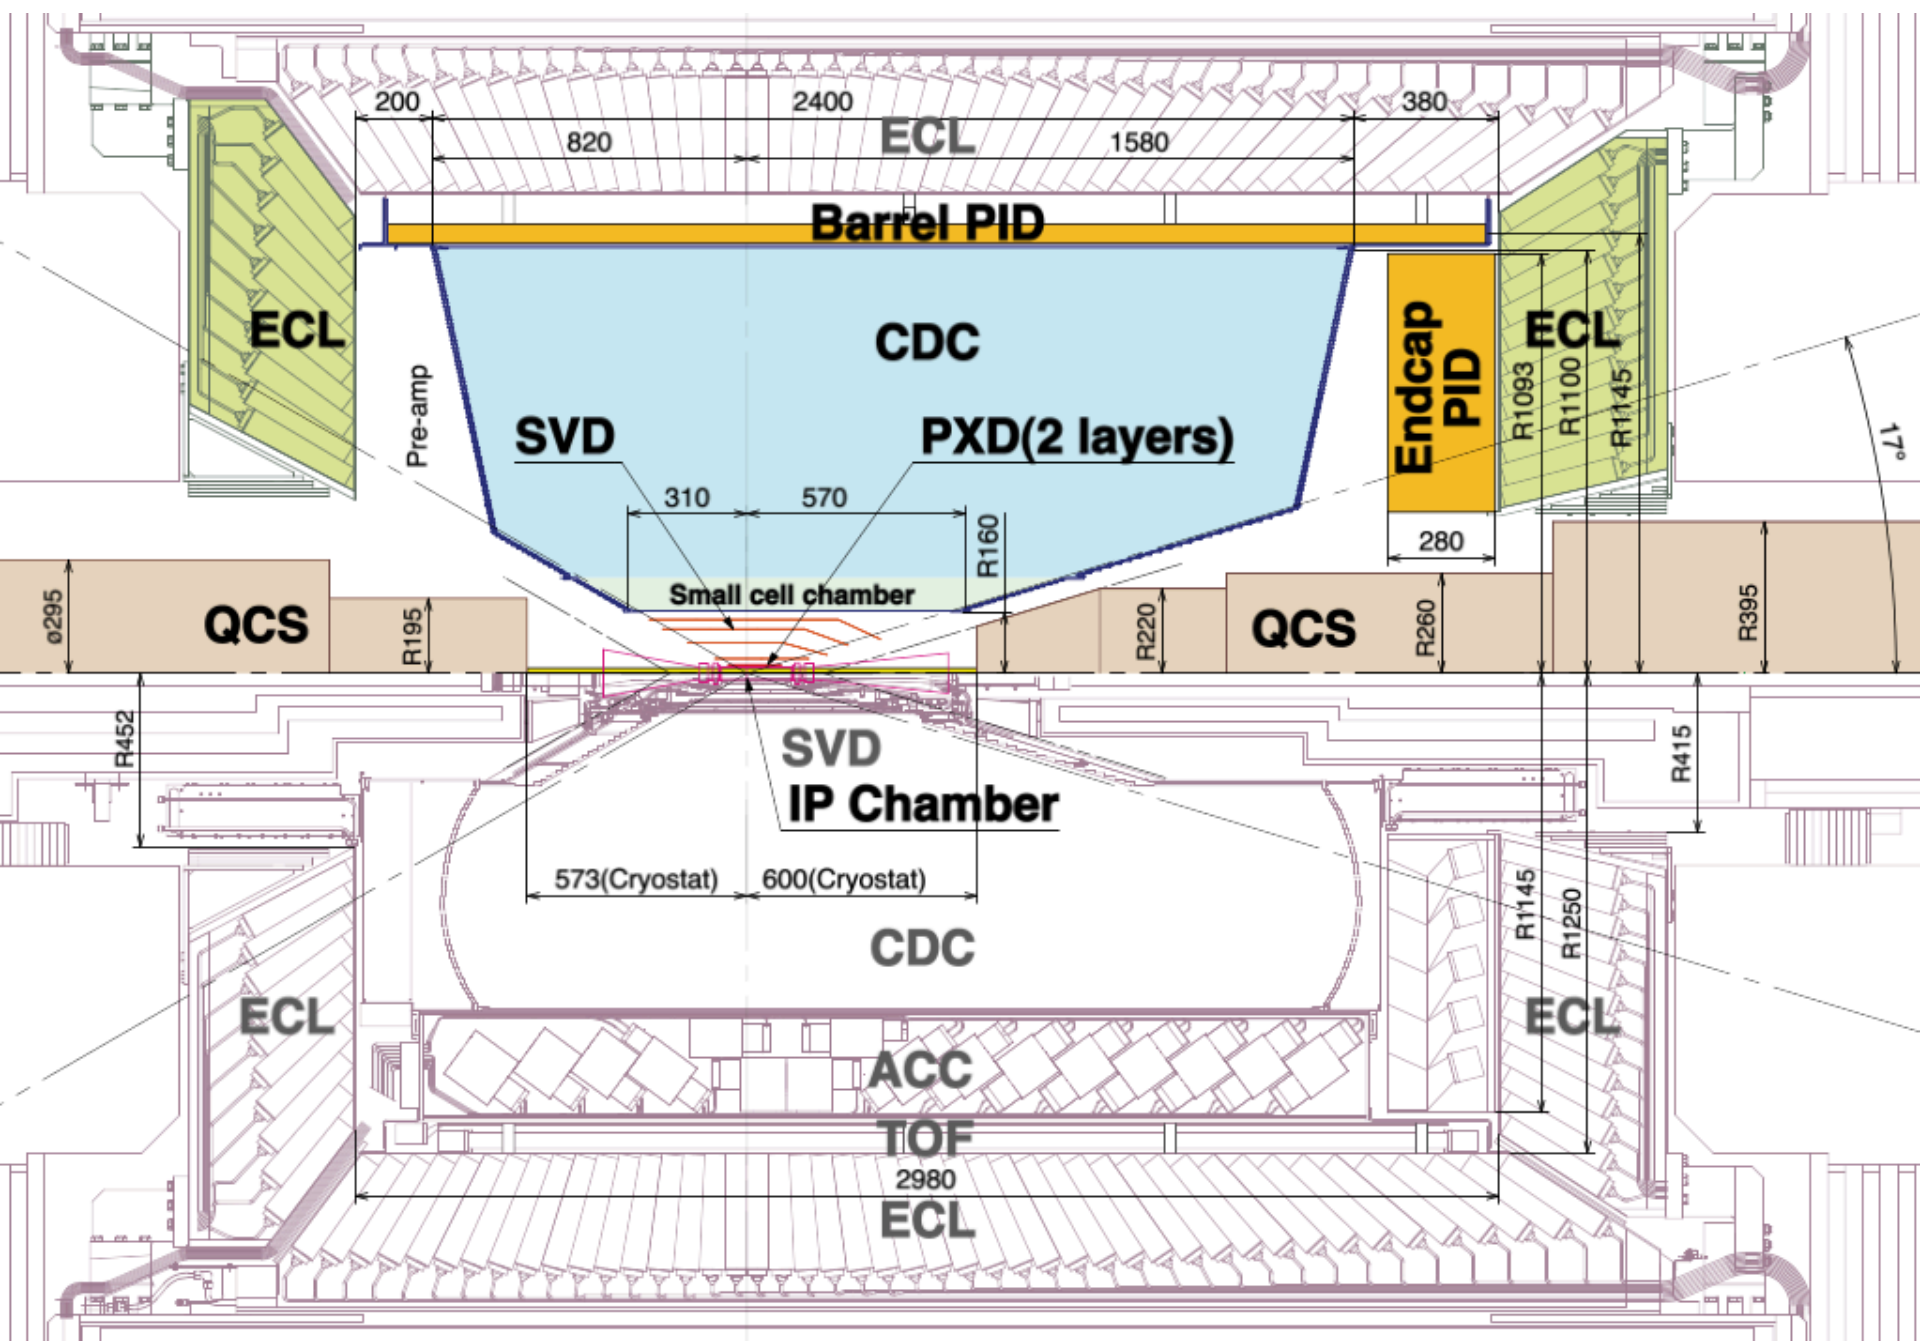 200
2400
380
820
ECL
1580
Barrel PID
ECL
CDC
Endcap
PID
ECL
R1093
R1100
R1145
17°
Pre-amp
SVD
PXD(2 layers)
310
570
R160
280
Small cell chamber
ø295
QCS
R195
R220
QCS
R260
R395
R452
SVD
IP Chamber
R415
573(Cryostat)
600(Cryostat)
CDC
R1145
R1250
ECL
ECL
ACC
TOF
2980
ECL